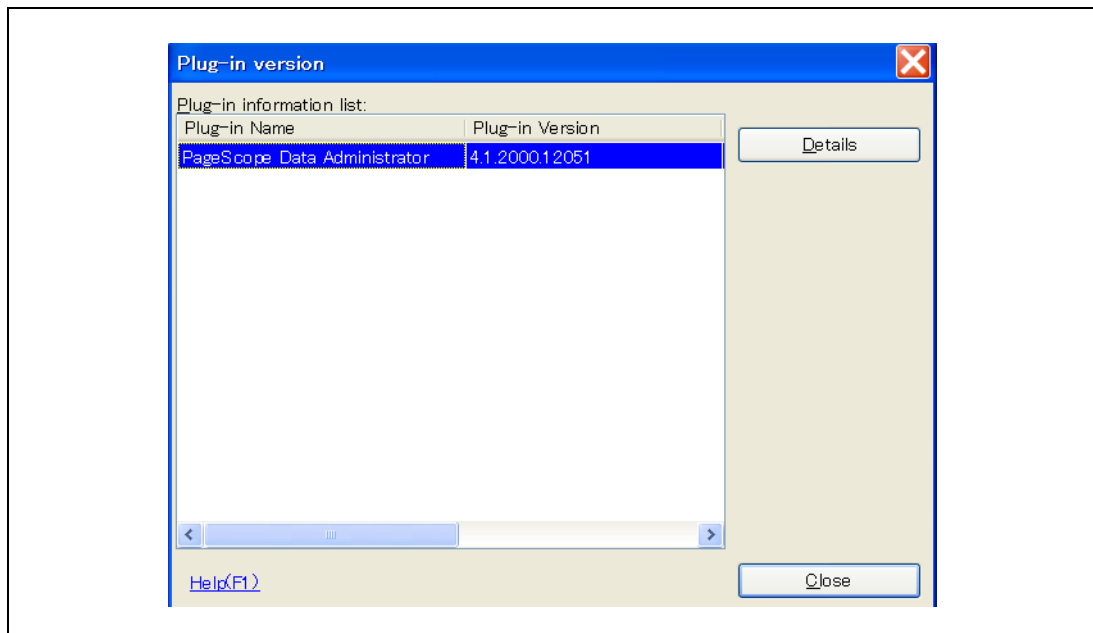 Plug-in version
Plug-in information list:
Plug-in Name Plug-in Version
Details
PageScope Data Administrator 4.1.2000.12051
Help(F1)
Close